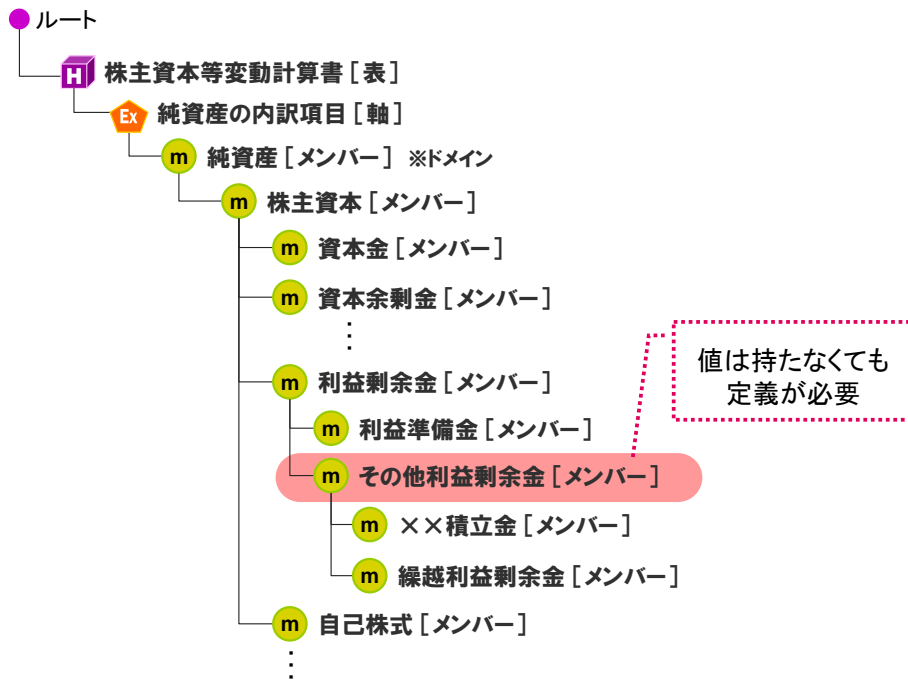 ルート
H 株主資本等変動計算書［表］
Ex 純資産の内訳項目［軸］
m 純資産［メンバー］ ※ドメイン
m 株主資本［メンバー］
m 資本金［メンバー］
m 資本余剰金［メンバー］
⋮
m 利益剰余金［メンバー］
値は持たなくても
定義が必要
m 利益準備金［メンバー］
m その他利益剰余金［メンバー］
m ××積立金［メンバー］
m 繰越利益剰余金［メンバー］
m 自己株式［メンバー］
⋮